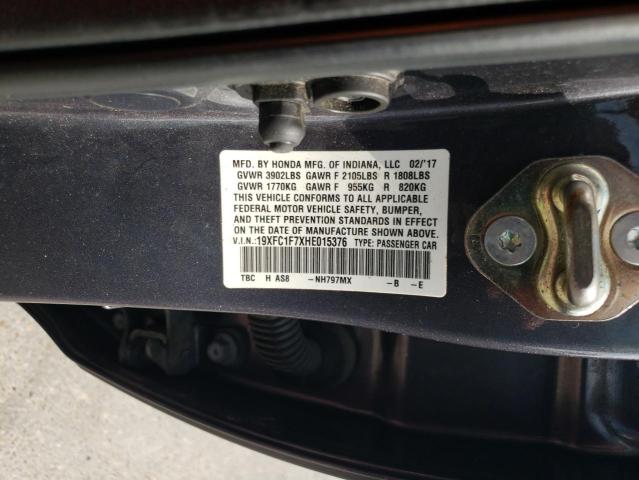 MFD. BY HONDA MFG. OF INDIANA, LLC 02/'17
GVWR 3902LBS GAWR F 2105LBS R 1808LBS
GVWR 1770KG GAWR F 955KG R 820KG
THIS VEHICLE CONFORMS TO ALL APPLICABLE
FEDERAL MOTOR VEHICLE SAFETY, BUMPER,
AND THEFT PREVENTION STANDARDS IN EFFECT
ON THE DATE OF MANUFACTURE SHOWN ABOVE.
V.I.N.:19XFC1F7XHE015376 TYPE: PASSENGER CAR
TBC H AS8 -NH797MX -B -E